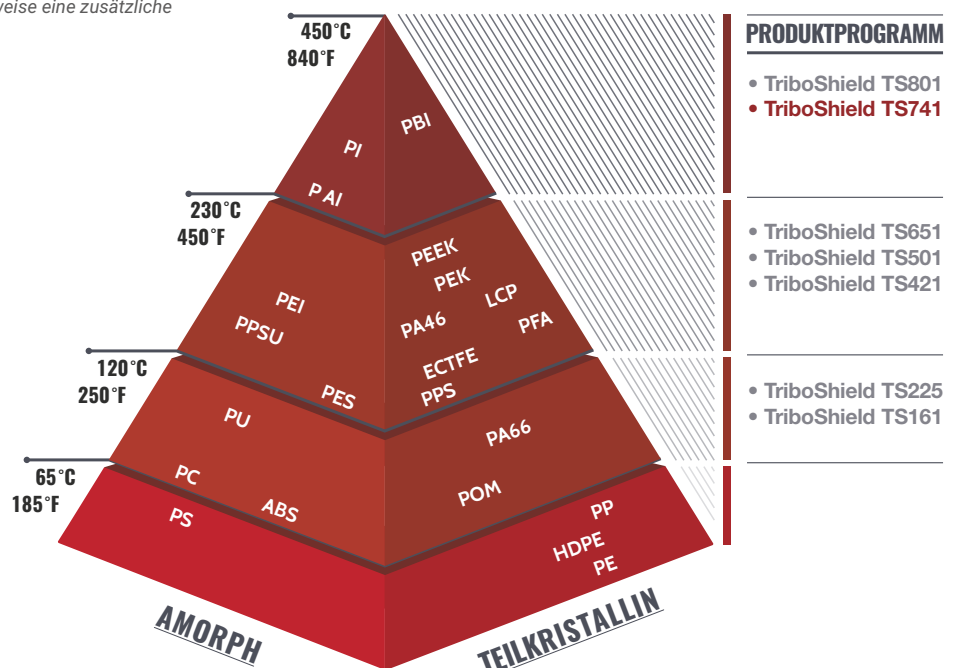 weise eine zusätzliche
450°C
840°F
PRODUKTPROGRAMM
• TriboShield TS801
• TriboShield TS741
PBI
PI
P AI
230°C
450°F
• TriboShield TS651
• TriboShield TS501
• TriboShield TS421
PEEK
PEK
LCP
PEI
PA46
PFA
PPSU
ECTFE
PES
PPS
120°C
250°F
• TriboShield TS225
• TriboShield TS161
PU
PA66
PC
POM
ABS
65°C
185°F
PS
PP
HDPE
PE
AMORPH
TEILKRISTALLIN